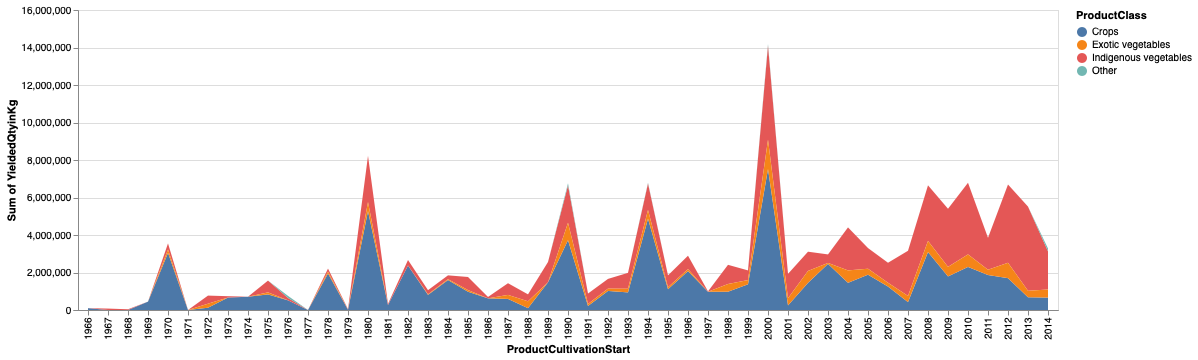 16,000,000
14,000,000
12,000,000
10,000,000
8,000,000
6,000,000
4,000,000
2,000,000
0
Sum of YieldedQtyinKg
1966 1967 1968 1969 1970 1971 1972 1973 1974 1975 1976 1977 1978 1979 1980 1981 1982 1983 1984 1985 1986 1987 1988 1989 1990 1991 1992 1993 1994 1995 1996 1997 1998 1999 2000 2001 2002 2003 2004 2005 2006 2007 2008 2009 2010 2011 2012 2013 2014
ProductCultivationStart
ProductClass
Crops
Exotic vegetables
Indigenous vegetables
Other